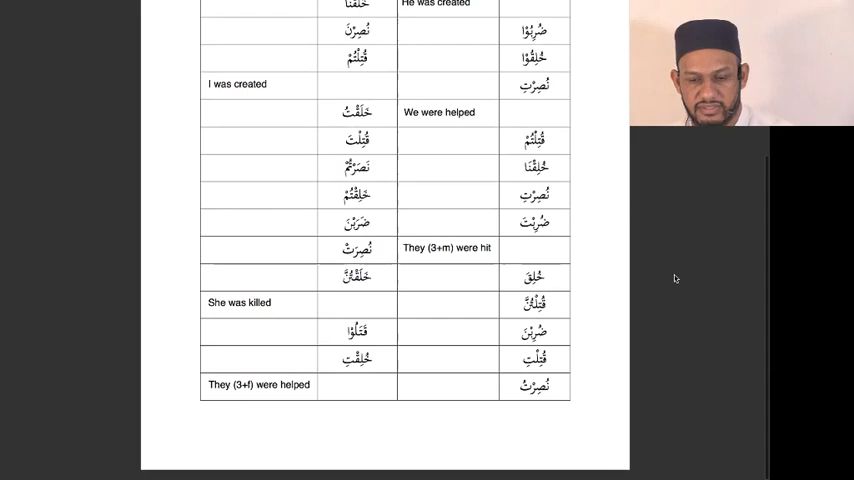 خَلَقْنَا He was created
نُصِرْنَ ضُرِبُوْا
قُتِلْتُمْ خُلِقُوْا
I was created نُصِرْتِ
خَلَقْتُ We were helped
قُتِلْتَ قُتِلْتُمْ
نَصَرْتُمْ خُلِقْنَا
خَلِقْتُمْ نُصِرْتِ
ضَرَبْنَ ضُرِبْتَ
نُصِرَتْ They (3+m) were hit
خَلَقْتُنَّ خُلِقَ
She was killed قُتِلْتُنَّ
قَتَلُوْا ضُرِبْنَ
خُلِقْتِ قُتِلْتِ
They (3+f) were helped نُصِرْتُ